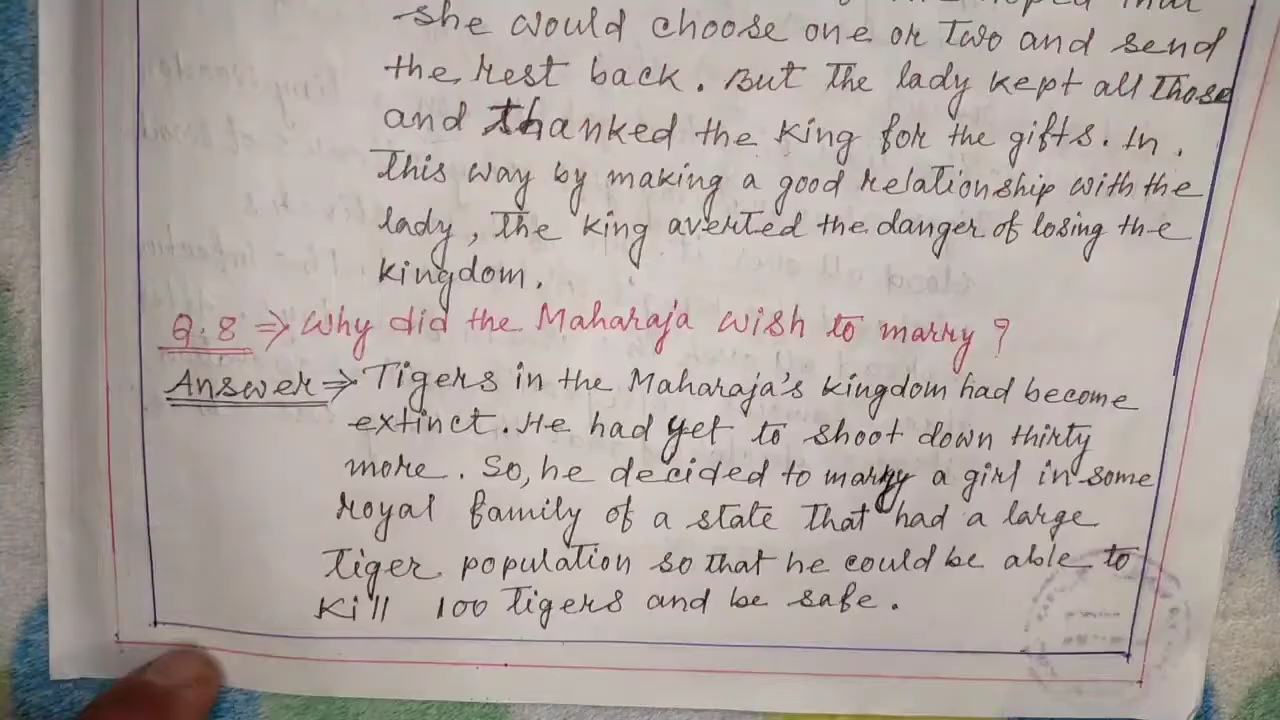 that
she would choose one or two and send
the rest back. But the lady kept all those
and thanked the king for the gifts. In.
This way by making a good relationship with the
lady, the king averted the danger of losing the
kingdom.
Q.8 ⇒ Why did the Maharaja wish to marry?
Answer ⇒ Tigers in the Maharaja's kingdom had become
extinct. He had yet to shoot down thirty
more. So, he decided to marry a girl in some
royal family of a state that had a large
Tiger population so that he could be able to
Kill 100 Tigers and be safe.